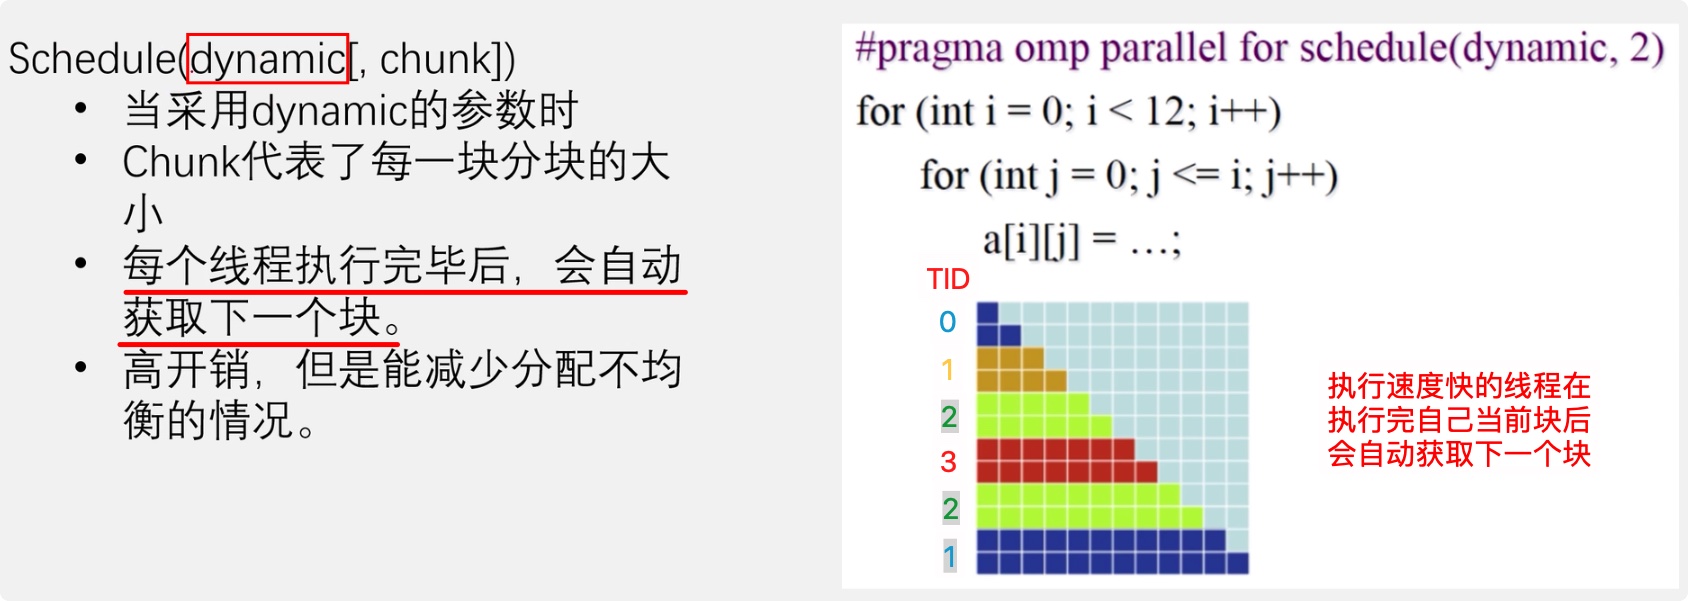 Schedule(dynamic[, chunk])
• 当采用dynamic的参数时
• Chunk代表了每一块分块的大
小
• 每个线程执行完毕后，会自动
获取下一个块。
• 高开销，但是能减少分配不均
衡的情况。
#pragma omp parallel for schedule(dynamic, 2)
for (int i = 0; i < 12; i++)
for (int j = 0; j <= i; j++)
a[i][j] = …;
TID
0
1
2
3
2
1
执行速度快的线程在
执行完自己当前块后
会自动获取下一个块